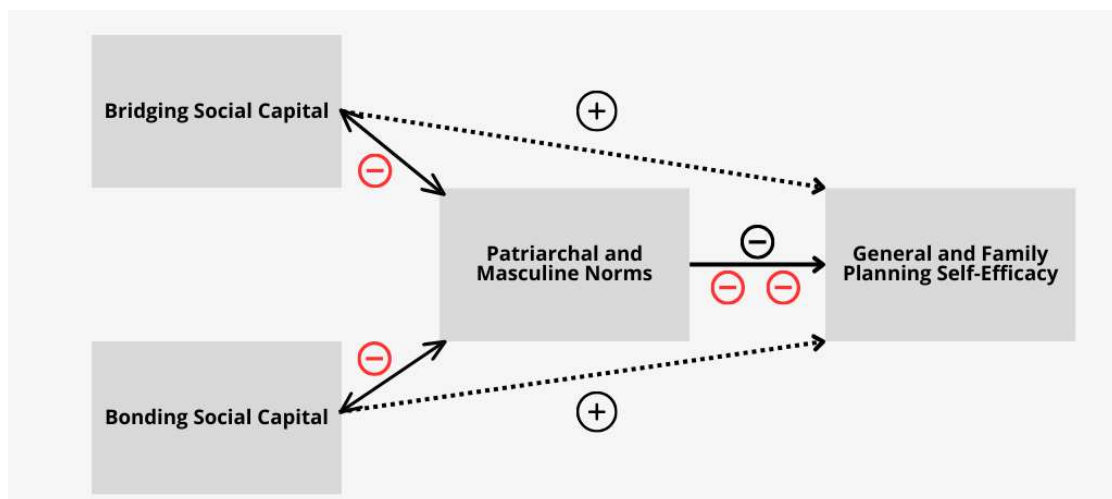 Bridging Social Capital
+
−
Patriarchal and
Masculine Norms
−
− −
General and Family
Planning Self-Efficacy
−
Bonding Social Capital
+